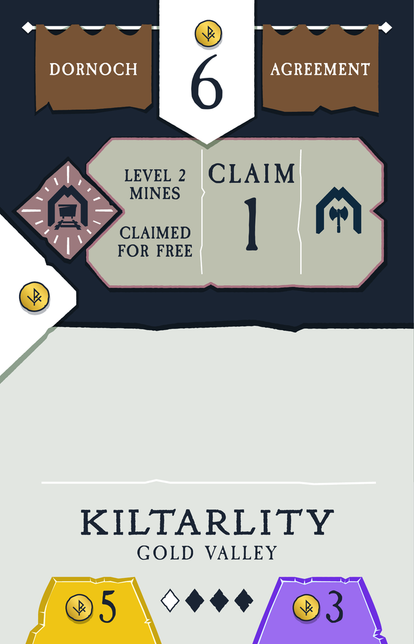 6
DORNOCH
AGREEMENT
LEVEL 2
MINES
CLAIMED
FOR FREE
CLAIM
1
KILTARLITY
GOLD VALLEY
5
3